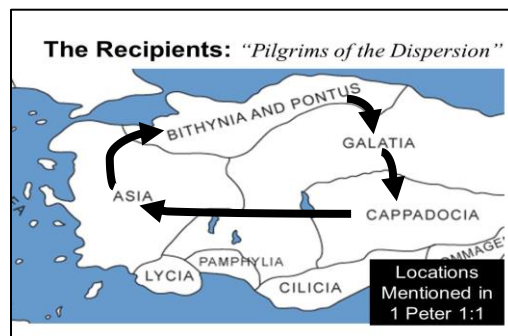 The Recipients: “Pilgrims of the Dispersion”
BITHYNIA AND PONTUS
GALATIA
ASIA
CAPPADOCIA
LYCIA
PAMPHYLIA
CILICIA
Locations
Mentioned in
1 Peter 1:1